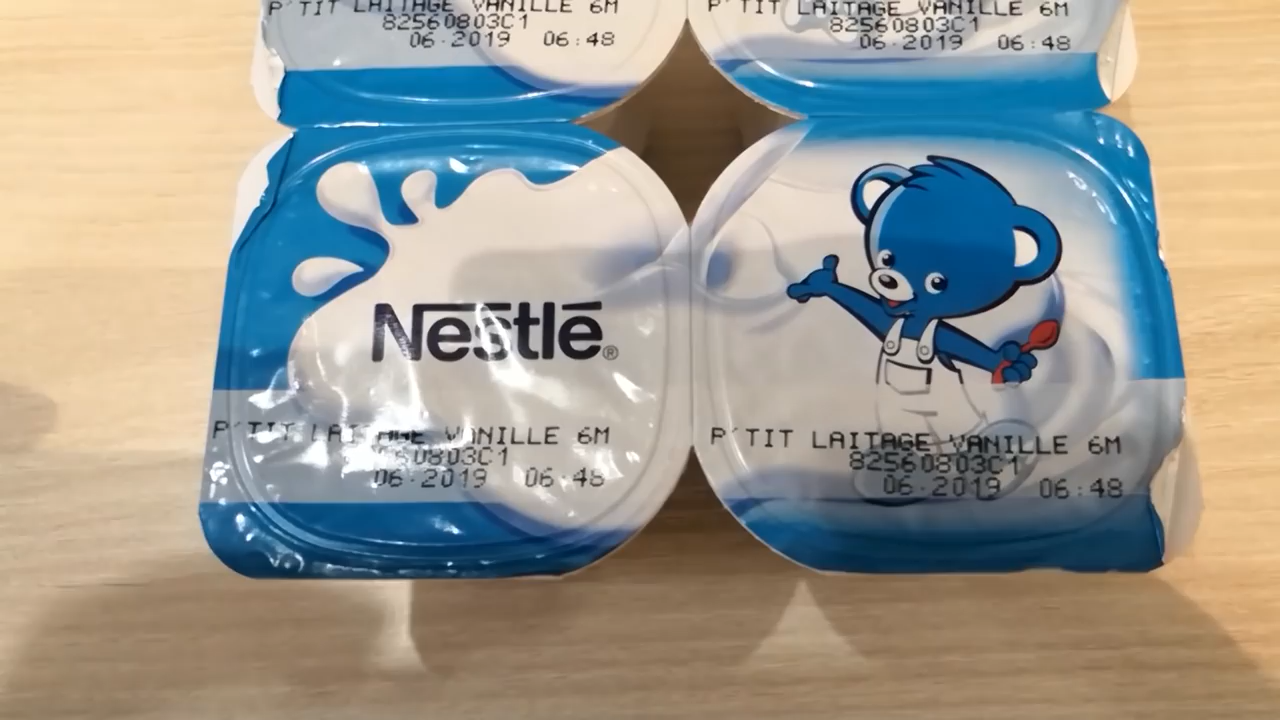 P'TIT LAITAGE VANILLE 6M
82560803C1
06·2019 06:48
P'TIT LAITAGE VANILLE 6M
82560803C1
06·2019 06:48
Nestlé®
P'TIT LAITAGE VANILLE 6M
560803C1
06·2019 06:48
P'TIT LAITAGE VANILLE 6M
82560803C1
06·2019 06:48